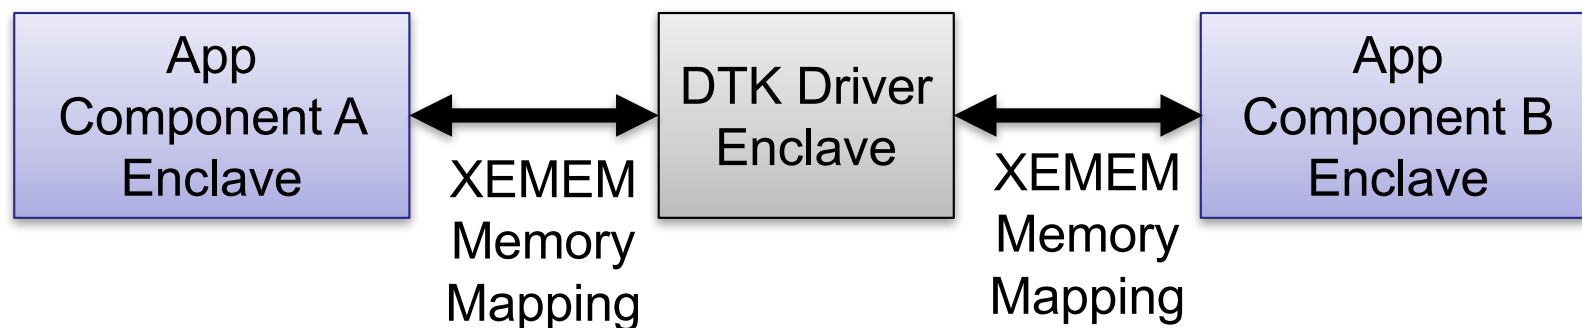 App
Component A
Enclave
XEMEM
Memory
Mapping
DTK Driver
Enclave
XEMEM
Memory
Mapping
App
Component B
Enclave